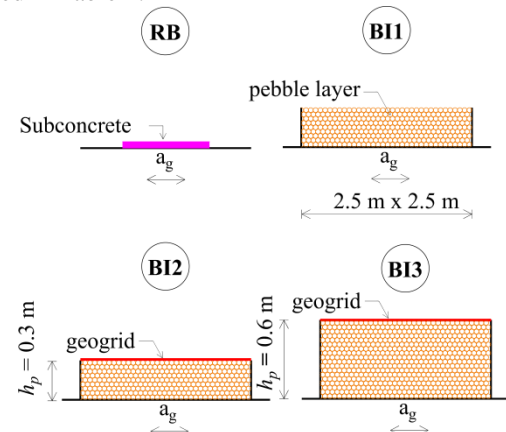 RB
BI1
pebble layer
Subconcrete
a_g
a_g
2.5 m x 2.5 m
BI2
BI3
h_p = 0.3 m
geogrid
h_p = 0.6 m
geogrid
a_g
a_g